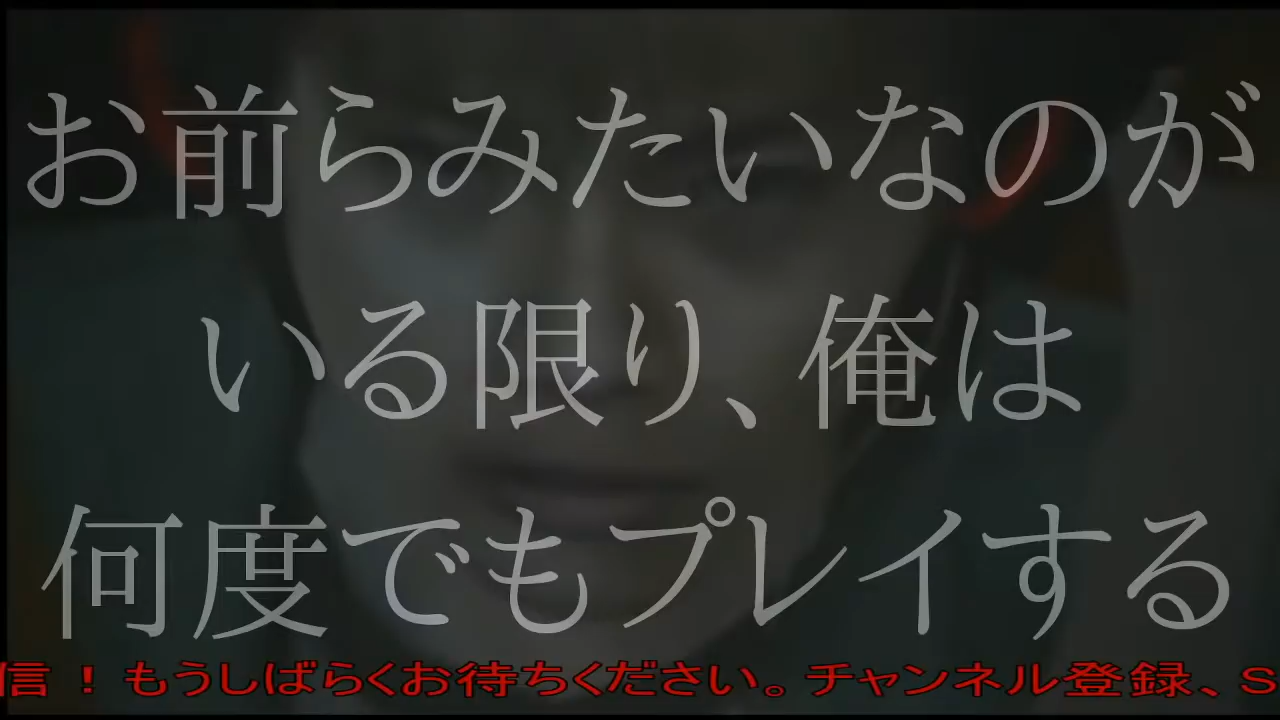 お前らみたいなのが
いる限り、俺は
何度でもプレイする
信！もうしばらくお待ちください。チャンネル登録、S